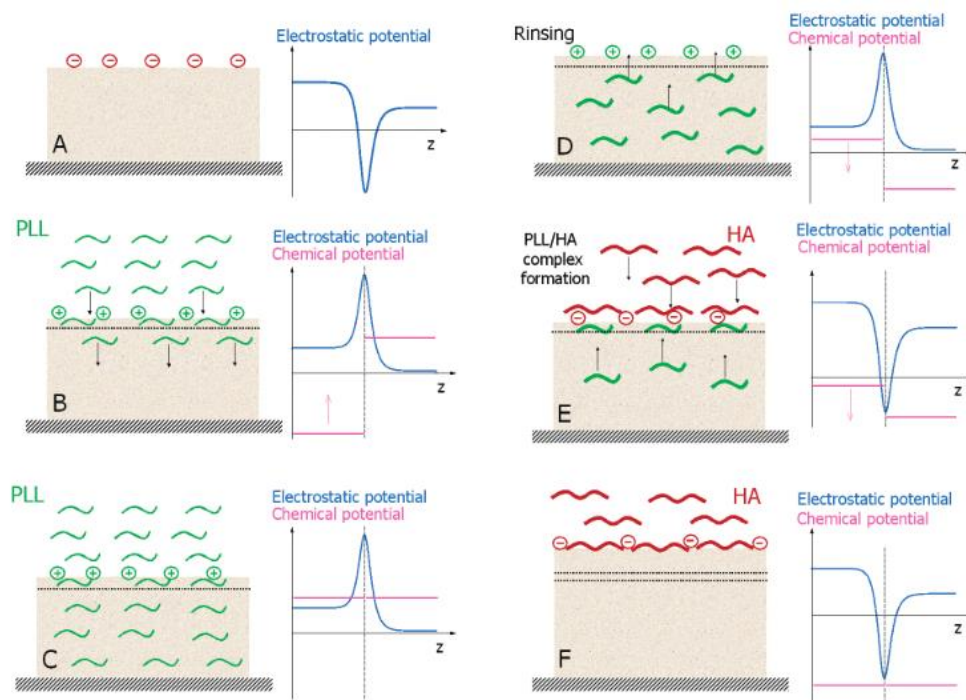 Electrostatic potential
z
A
PLL
Electrostatic potential
Chemical potential
z
B
PLL
Electrostatic potential
Chemical potential
z
C
Rinsing
Electrostatic potential
Chemical potential
z
D
PLL/HA
complex
formation
HA
Electrostatic potential
Chemical potential
z
E
HA
Electrostatic potential
Chemical potential
z
F